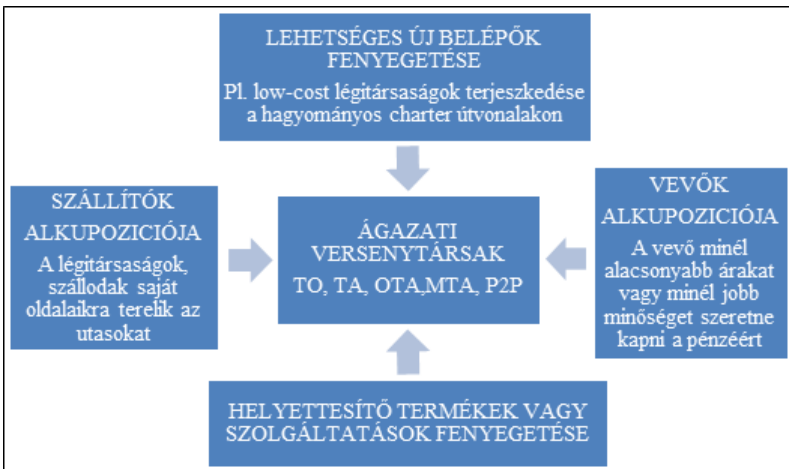 LEHETSÉGES ÚJ BELÉPŐK
FENYEGETÉSE
Pl. low-cost légitársaságok terjeszkedése
a hagyományos charter útvonalakon
SZÁLLÍTÓK
ALKUPOZICIÓJA
A légitársaságok,
szállodak saját
oldalaikra terelik az
utasokat
ÁGAZATI
VERSENYTÁRSAK
TO, TA, OTA,MTA, P2P
VEVŐK
ALKUPOZICIÓJA
A vevő minél
alacsonyabb árakat
vagy minél jobb
minőséget szeretne
kapni a pénzéért
HELYETTESÍTŐ TERMÉKEK VAGY
SZOLGÁLTATÁSOK FENYEGETÉSE